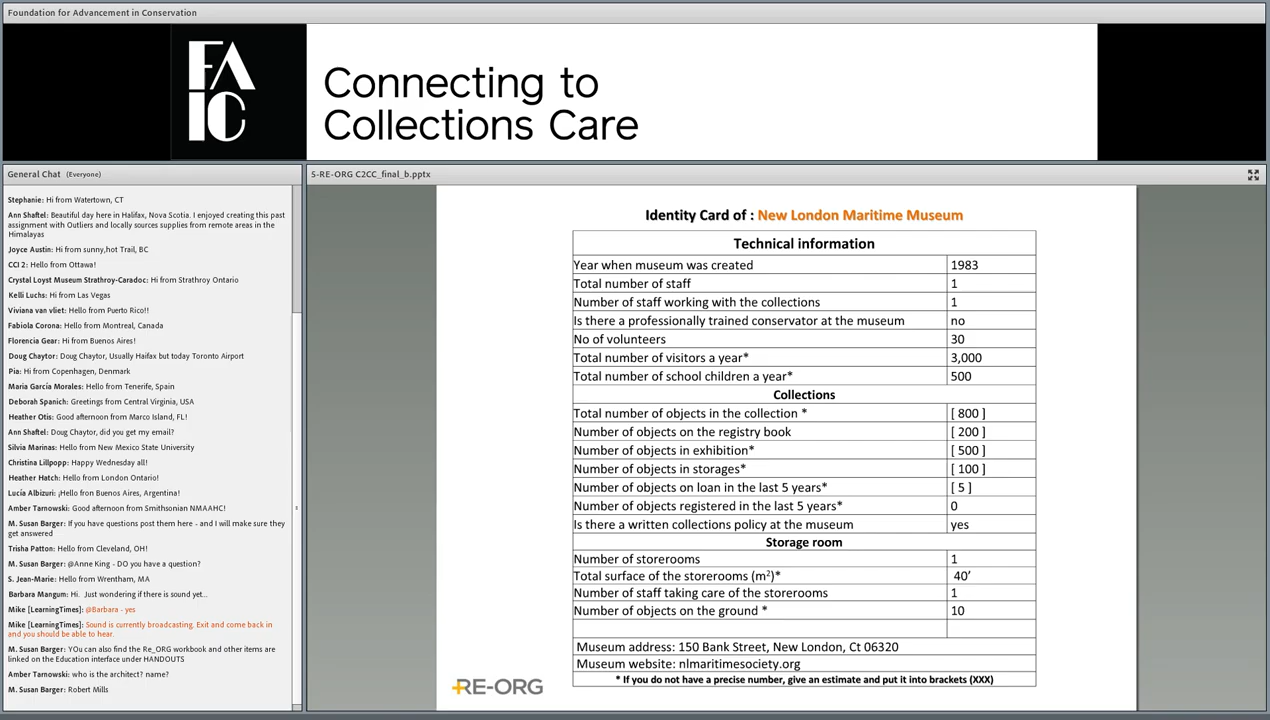 Foundation for Advancement in Conservation
FAIC
Connecting to
Collections Care
General Chat (Everyone)
Stephanie: Hi from Watertown, CT
Ann Shaftel: Beautiful day here in Halifax, Nova Scotia. I enjoyed creating this past
assignment with Outliers and locally sources supplies from remote areas in the
Himalayas
Joyce Austin: Hi from sunny,hot Trail, BC
CCI 2: Hello from Ottawa!
Crystal Loyst Museum Strathroy-Caradoc: Hi from Strathroy Ontario
Kelli Luchs: Hi from Las Vegas
Viviana van vliet: Hello from Puerto Rico!!
Fabiola Corona: Hello from Montreal, Canada
Florencia Gear: Hi from Buenos Aires!
Doug Chaytor: Doug Chaytor, Usually Haifax but today Toronto Airport
Pia: Hi from Copenhagen, Denmark
Maria García Morales: Hello from Tenerife, Spain
Deborah Spanich: Greetings from Central Virginia, USA
Heather Otis: Good afternoon from Marco Island, FL!
Ann Shaftel: Doug Chaytor, did you get my email?
Silvia Marinas: Hello from New Mexico State University
Christina Lillpopp: Happy Wednesday all!
Heather Hatch: Hello from London Ontario!
Lucía Albizuri: ¡Hello fron Buenos Aires, Argentina!
Amber Tarnowski: Good afternoon from Smithsonian NMAAHC!
M. Susan Barger: If you have questions post them here - and I will make sure they
get answered
Trisha Patton: Hello from Cleveland, OH!
M. Susan Barger: @Anne King - DO you have a question?
S. Jean-Marie: Hello from Wrentham, MA
Barbara Mangum: Hi. Just wondering if there is sound yet...
Mike [LearningTimes]: @Barbara - yes
Mike [LearningTimes]: Sound is currently broadcasting. Exit and come back in
and you should be able to hear.
M. Susan Barger: YOu can also find the Re_ORG workbook and other items are
linked on the Education interface under HANDOUTS
Amber Tarnowski: who is the architect? name?
M. Susan Barger: Robert Mills
5-RE-ORG C2CC_final_b.pptx
Identity Card of : New London Maritime Museum
Technical information
Year when museum was created 1983
Total number of staff 1
Number of staff working with the collections 1
Is there a professionally trained conservator at the museum no
No of volunteers 30
Total number of visitors a year* 3,000
Total number of school children a year* 500
Collections
Total number of objects in the collection * [ 800 ]
Number of objects on the registry book [ 200 ]
Number of objects in exhibition* [ 500 ]
Number of objects in storages* [ 100 ]
Number of objects on loan in the last 5 years* [ 5 ]
Number of objects registered in the last 5 years* 0
Is there a written collections policy at the museum yes
Storage room
Number of storerooms 1
Total surface of the storerooms (m²)* 40’
Number of staff taking care of the storerooms 1
Number of objects on the ground * 10
Museum address: 150 Bank Street, New London, Ct 06320
Museum website: nlmaritimesociety.org
* If you do not have a precise number, give an estimate and put it into brackets (XXX)
RE-ORG